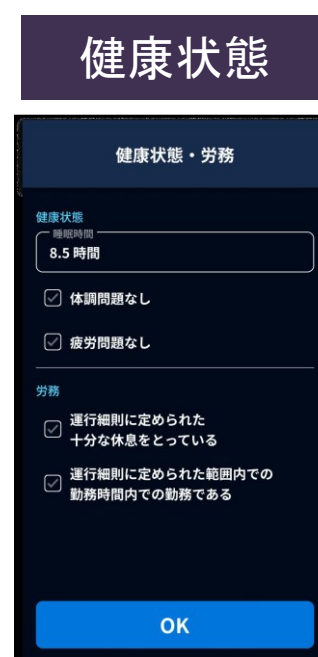 健康状態
健康状態・労務
健康状態
睡眠時間
8.5 時間
体調問題なし
疲労問題なし
労務
運行細則に定められた
十分な休息をとっている
運行細則に定められた範囲内での
勤務時間内での勤務である
OK